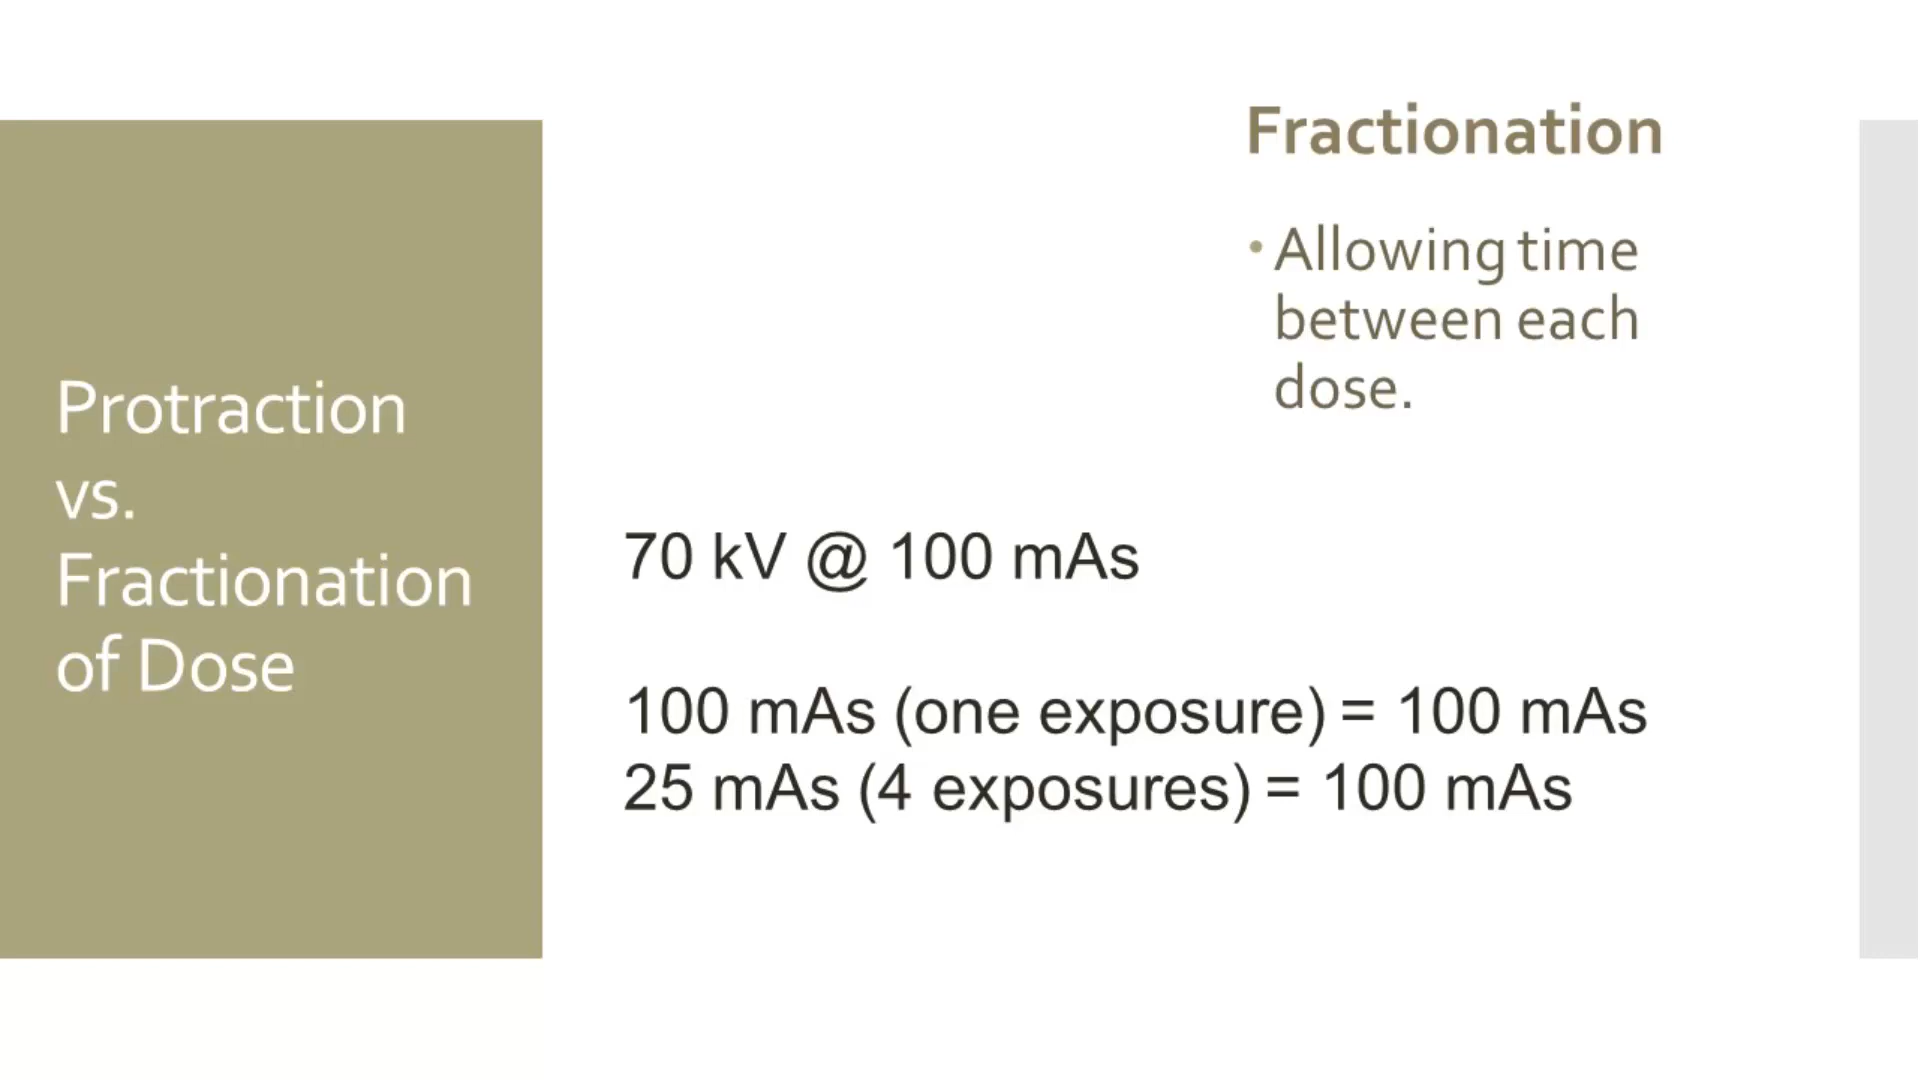 Protraction
vs.
Fractionation
of Dose
Fractionation
• Allowing time
between each
dose.
70 kV @ 100 mAs
100 mAs (one exposure) = 100 mAs
25 mAs (4 exposures) = 100 mAs